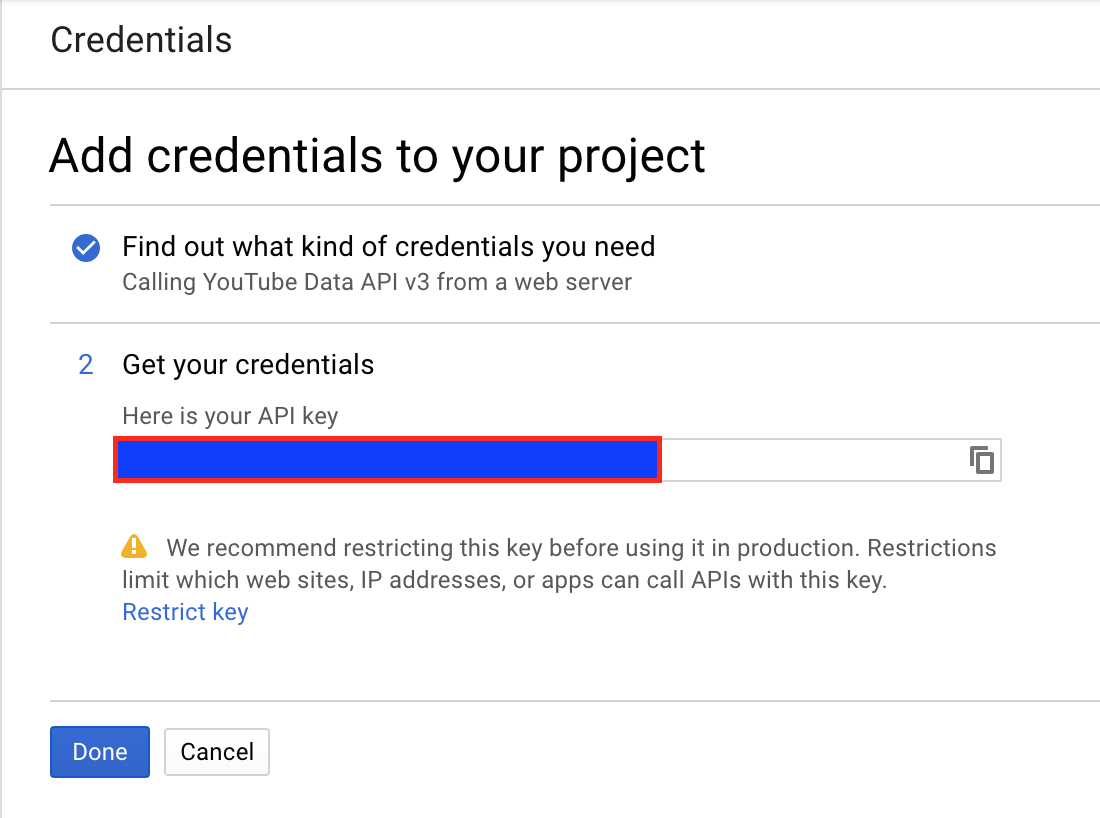 Credentials
Add credentials to your project
Find out what kind of credentials you need
Calling YouTube Data API v3 from a web server
2 Get your credentials
Here is your API key
We recommend restricting this key before using it in production. Restrictions
limit which web sites, IP addresses, or apps can call APIs with this key.
Restrict key
Done Cancel